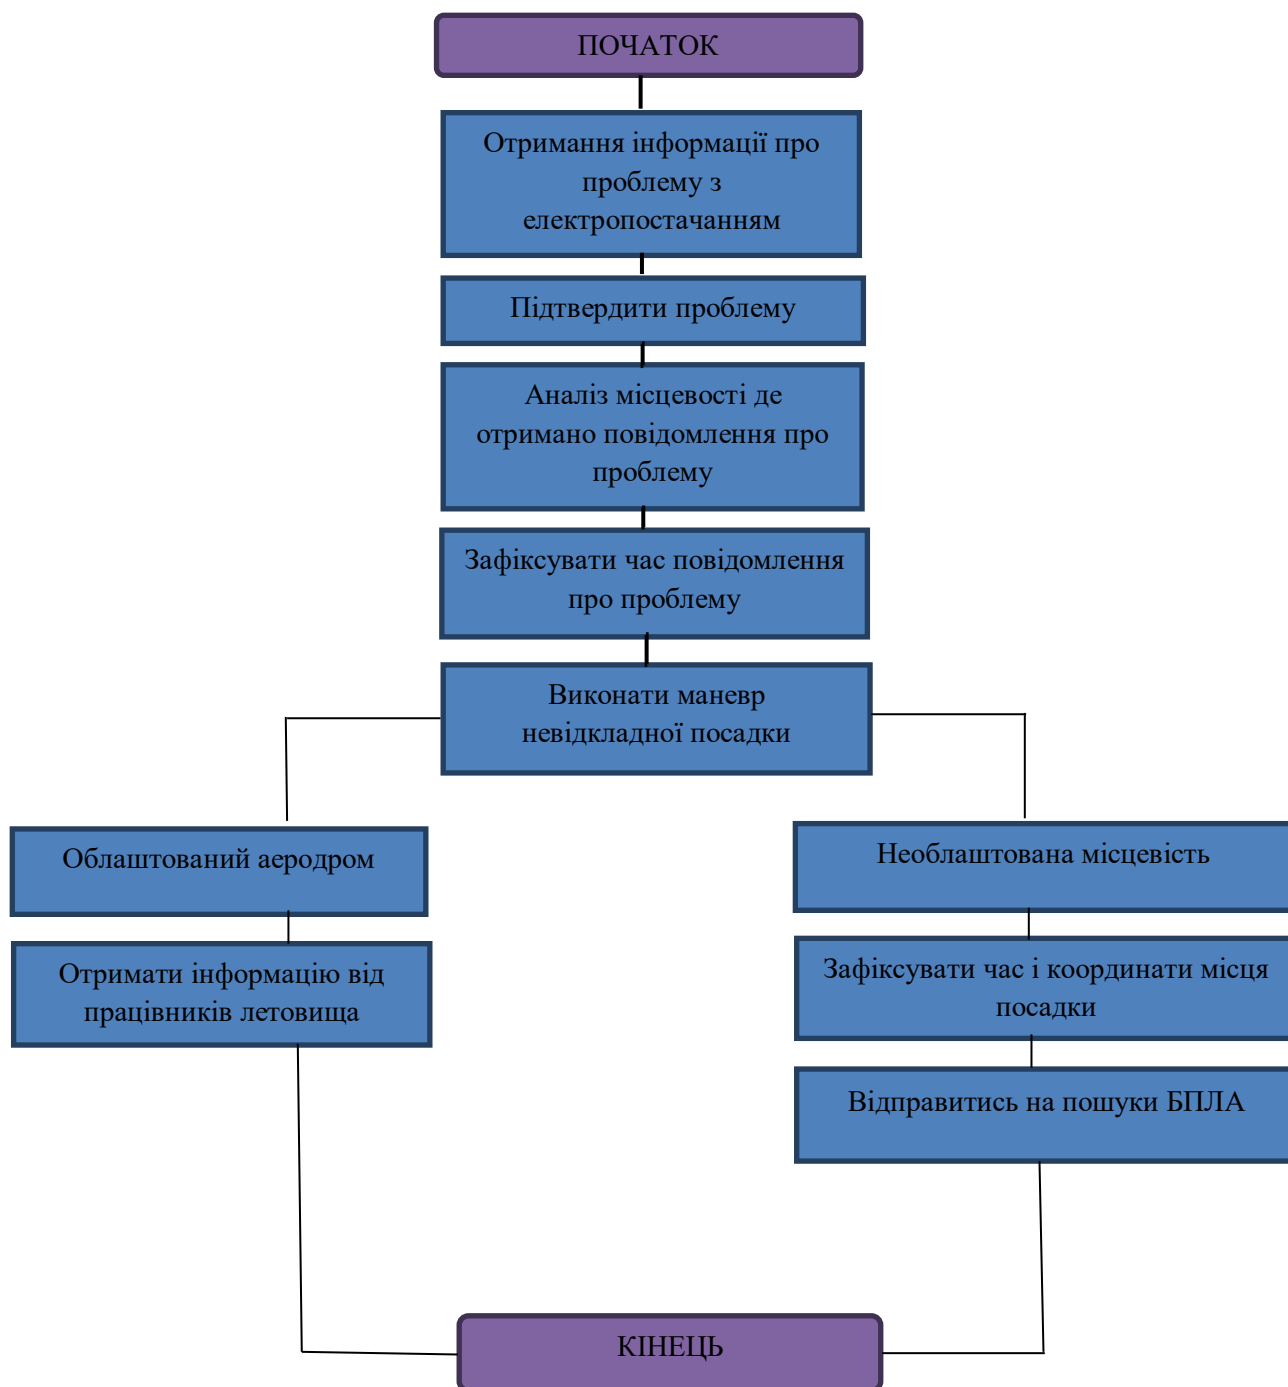 ПОЧАТОК
Отримання інформації про
проблему з
електропостачанням
Підтвердити проблему
Аналіз місцевості де
отримано повідомлення про
проблему
Зафіксувати час повідомлення
про проблему
Виконати маневр
невідкладної посадки
Облаштований аеродром
Отримати інформацію від
працівників летовища
Необлаштована місцевість
Зафіксувати час і координати місця
посадки
Відправитись на пошуки БПЛА
КІНЕЦЬ